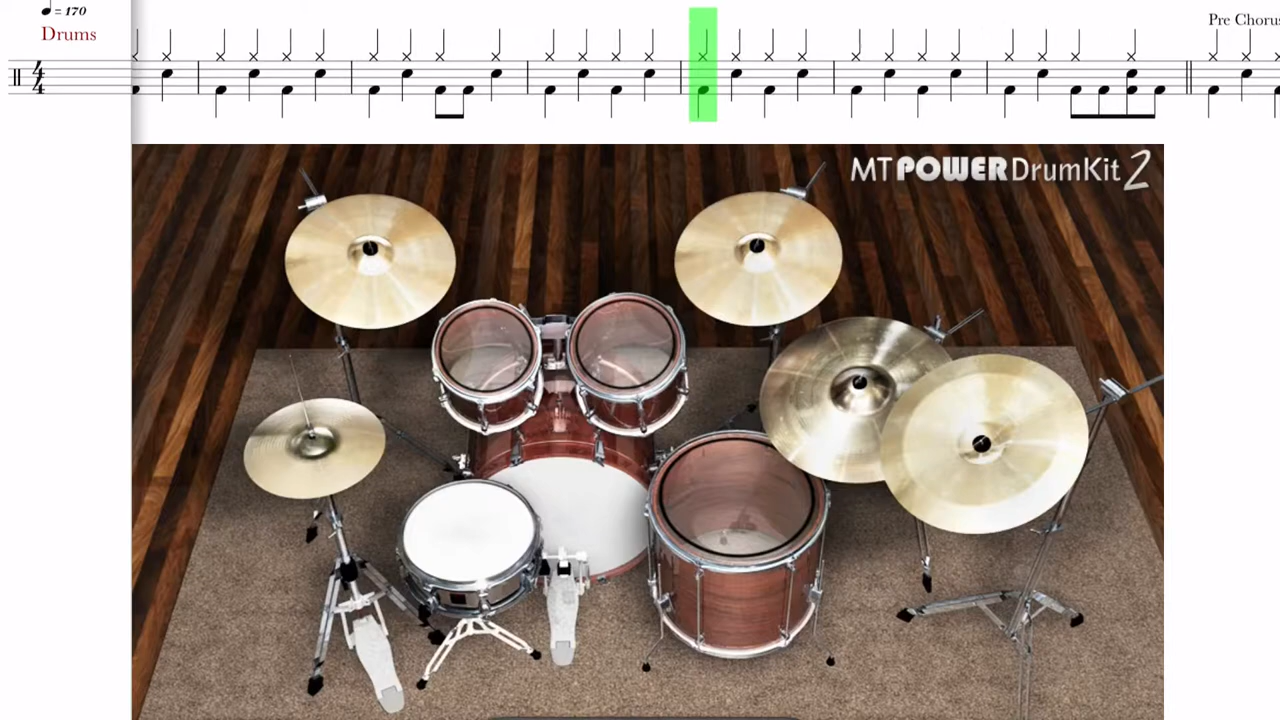 ♩ = 170
Drums
4
4
Pre Chorus
MT POWER DrumKit 2